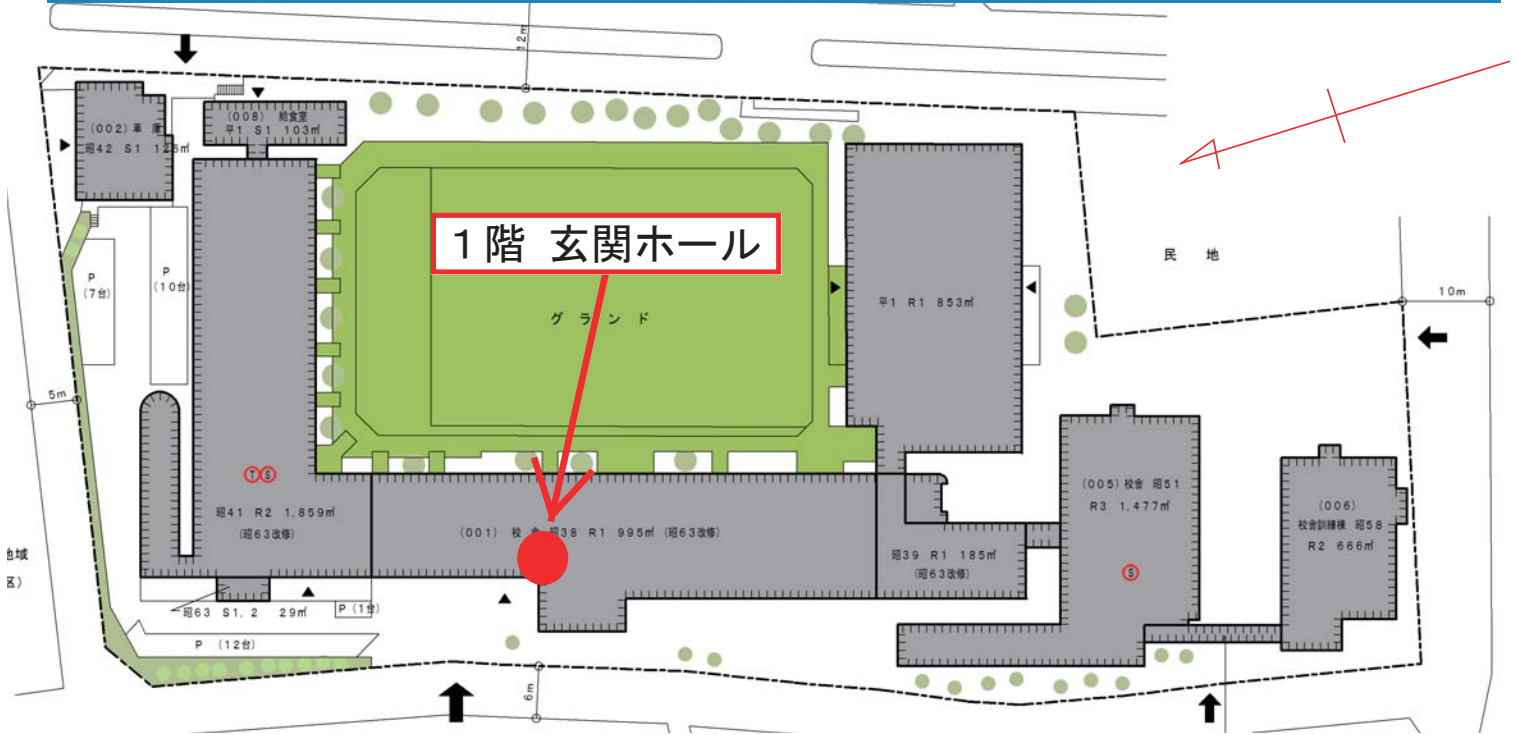 12m
(002) 車 庫
昭42 S1 125㎡
(008) 給食室
平1 S1 103㎡
1階 玄関ホール
民 地
P
(7台)
P
(10台)
グ ラ ン ド
平1 R1 853㎡
10m
5m
T S
昭41 R2 1,859㎡
(昭63改修)
(001) 校 舎 昭38 R1 995㎡ (昭63改修)
昭39 R1 185㎡
(昭63改修)
(005) 校舎 昭51
R3 1,477㎡
S
(006)
校舎訓練棟 昭58
R2 666㎡
地域
区)
昭63 S1.2 29㎡
P (1台)
P (12台)
6m